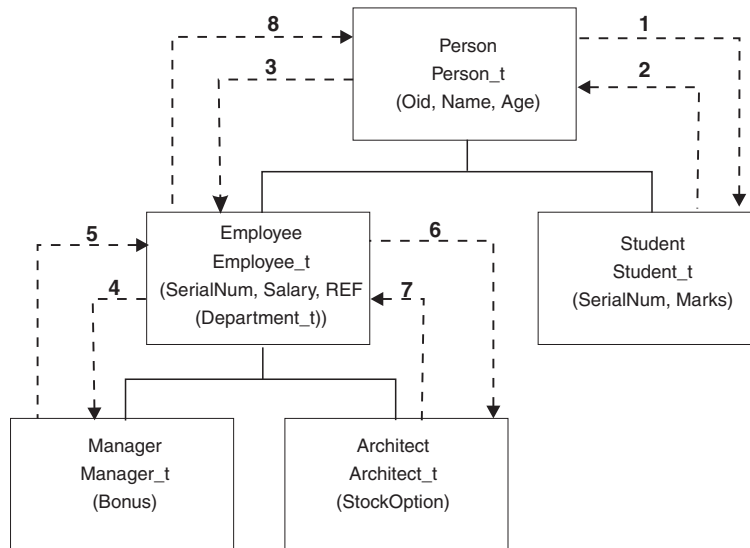 8
1
Person
Person_t
(Oid, Name, Age)
3
2
5
Employee
Employee_t
(SerialNum, Salary, REF
(Department_t))
6
4
7
Student
Student_t
(SerialNum, Marks)
Manager
Manager_t
(Bonus)
Architect
Architect_t
(StockOption)